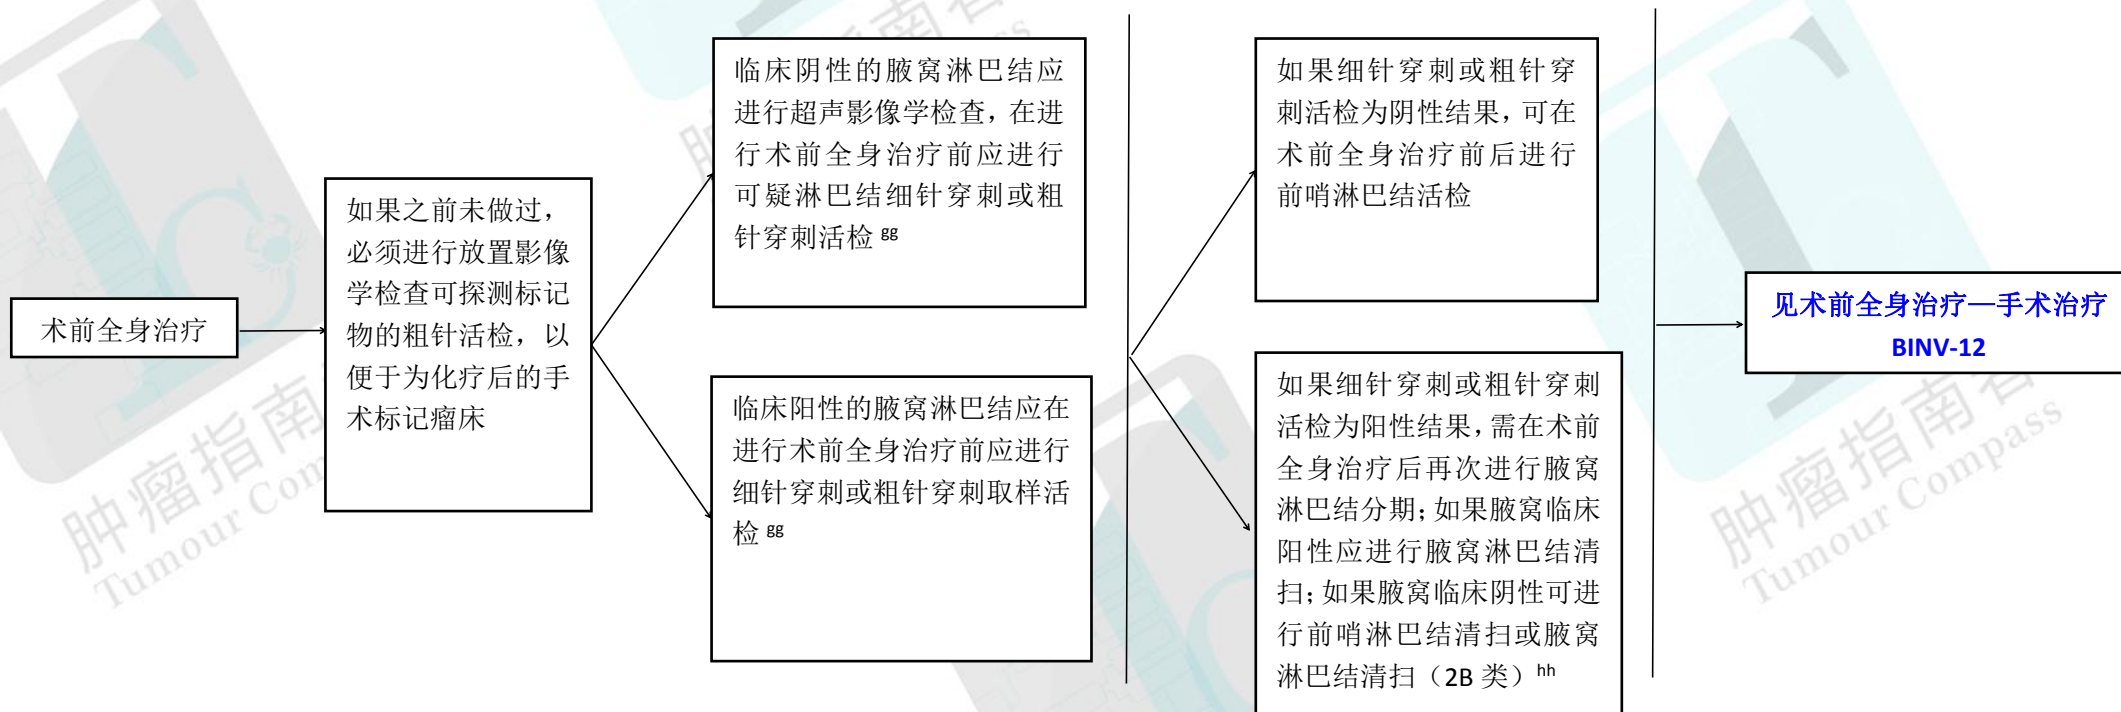 术前全身治疗
如果之前未做过，
必须进行放置影像
学检查可探测标记
物的粗针活检，以
便于为化疗后的手
术标记瘤床
临床阴性的腋窝淋巴结应
进行超声影像学检查，在进
行术前全身治疗前应进行
可疑淋巴结细针穿刺或粗
针穿刺活检 gg
临床阳性的腋窝淋巴结应在
进行术前全身治疗前应进行
细针穿刺或粗针穿刺取样活
检 gg
如果细针穿刺或粗针穿
刺活检为阴性结果，可在
术前全身治疗前后进行
前哨淋巴结活检
如果细针穿刺或粗针穿刺
活检为阳性结果，需在术前
全身治疗后再次进行腋窝
淋巴结分期；如果腋窝临床
阳性应进行腋窝淋巴结清
扫；如果腋窝临床阴性可进
行前哨淋巴结清扫或腋窝
淋巴结清扫（2B 类）hh
见术前全身治疗—手术治疗
BINV-12
肿瘤指南
Tumour Com
肿瘤指南者
Tumour Compass